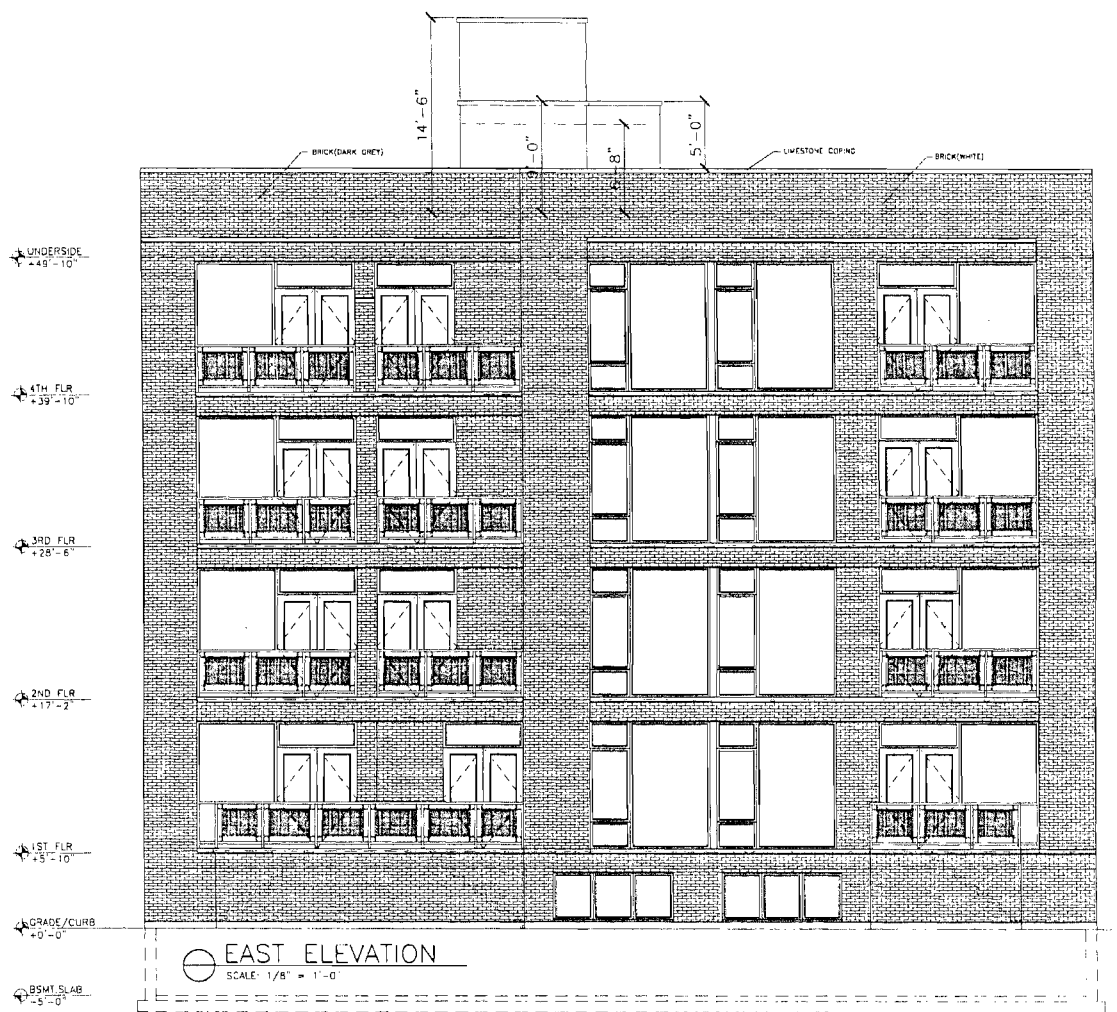 14'-6"
9'-0"
6'-8"
5'-0"
BRICK(DARK GREY)
LIMESTONE COPING
BRICK(WHITE)
UNDERSIDE
+49'-10"
4TH FLR
+39'-10"
3RD FLR
+28'-6"
2ND FLR
+17'-2"
1ST FLR
+5'-10"
GRADE/CURB
+0'-0"
EAST ELEVATION
SCALE: 1/8" = 1'-0"
BSMT.SLAB
-5'-0"